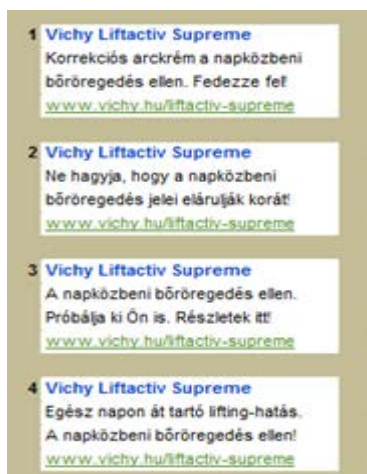 1 Vichy Liftactiv Supreme
Korrekciós arckrém a napközbeni
bőröregedés ellen. Fedezze fel!
www.vichy.hu/liftactiv-supreme
2 Vichy Liftactiv Supreme
Ne hagyja, hogy a napközbeni
bőröregedés jelei elárulják korát!
www.vichy.hu/liftactiv-supreme
3 Vichy Liftactiv Supreme
A napközbeni bőröregedés ellen.
Próbálja ki Ön is. Részletek itt!
www.vichy.hu/liftactiv-supreme
4 Vichy Liftactiv Supreme
Egész napon át tartó lifting-hatás.
A napközbeni bőröregedés ellen!
www.vichy.hu/liftactiv-supreme